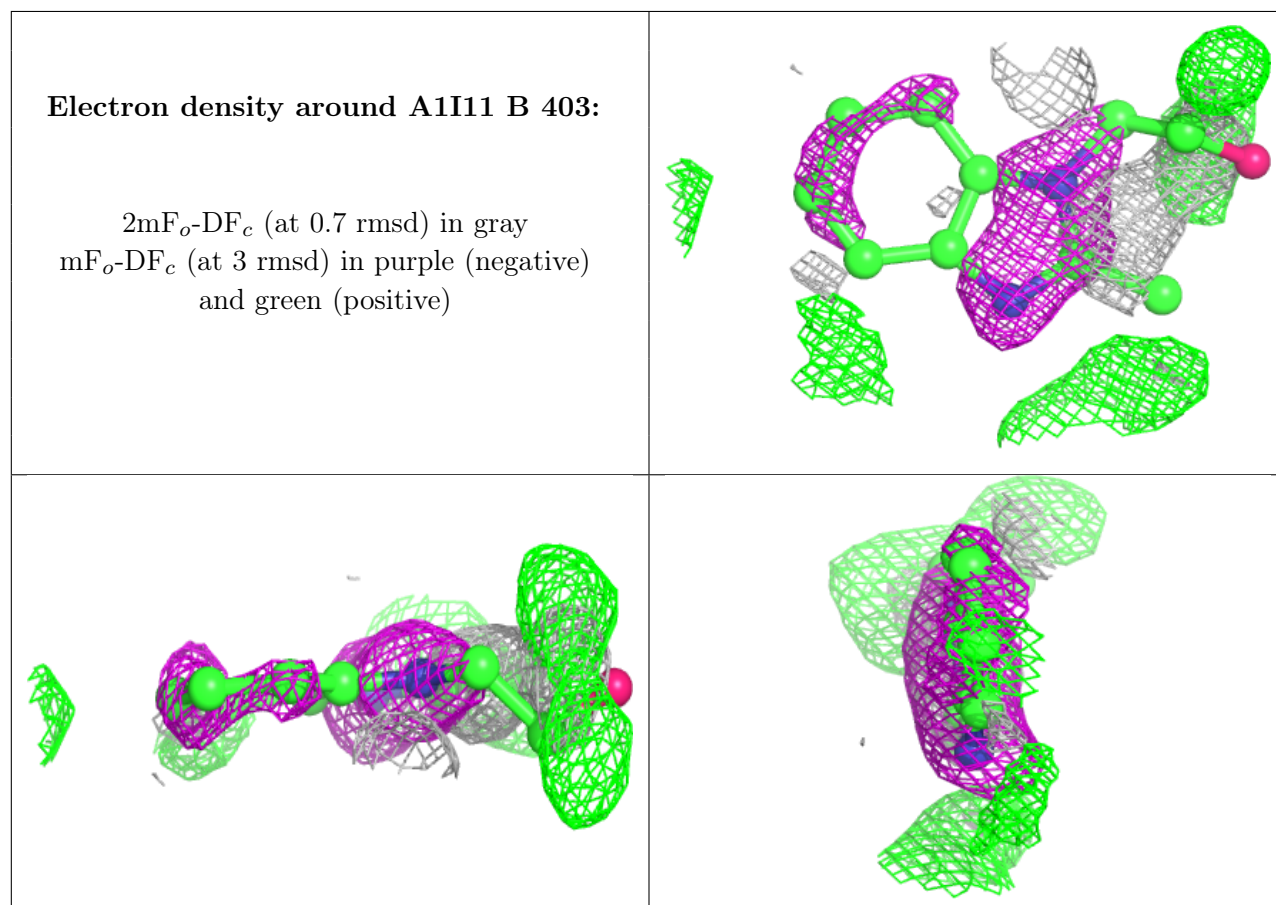 Electron density around A1I11 B 403:
2mFo-DFc (at 0.7 rmsd) in gray
mFo-DFc (at 3 rmsd) in purple (negative)
and green (positive)